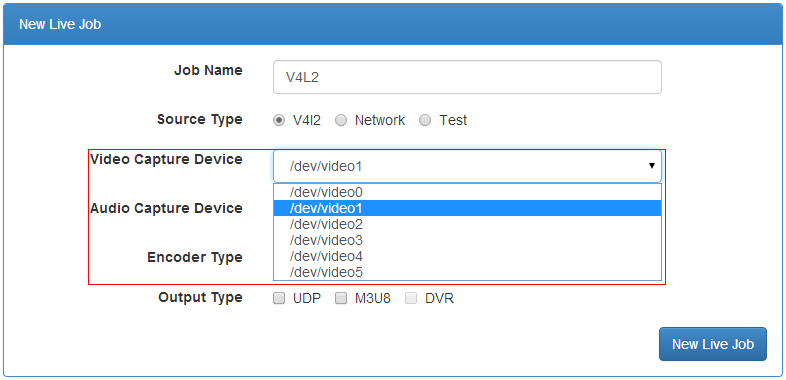 New Live Job
Job Name V4L2
Source Type V4l2 Network Test
Video Capture Device /dev/video1
/dev/video0
Audio Capture Device /dev/video1
/dev/video2
/dev/video3
Encoder Type /dev/video4
/dev/video5
Output Type UDP M3U8 DVR
New Live Job